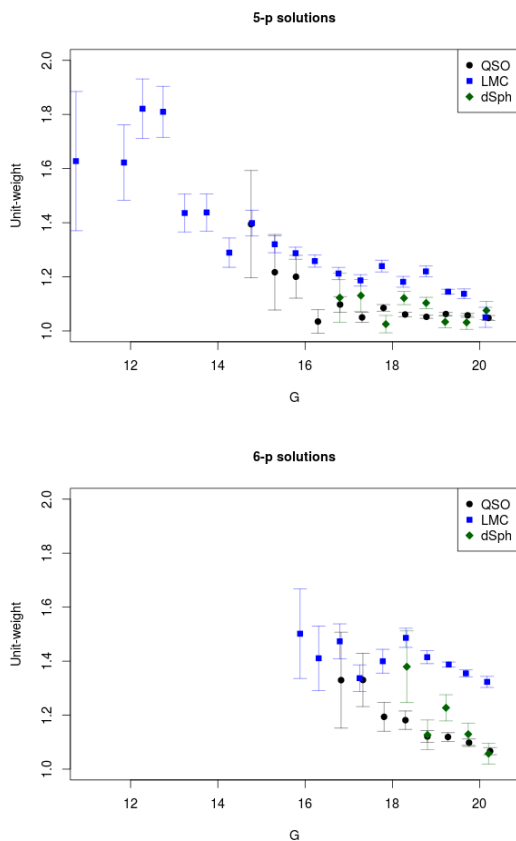 5-p solutions
2.0
1.8
1.6
1.4
1.2
1.0
Unit-weight
QSO
LMC
dSph
12
14
16
18
20
G
6-p solutions
2.0
1.8
1.6
1.4
1.2
1.0
Unit-weight
QSO
LMC
dSph
12
14
16
18
20
G